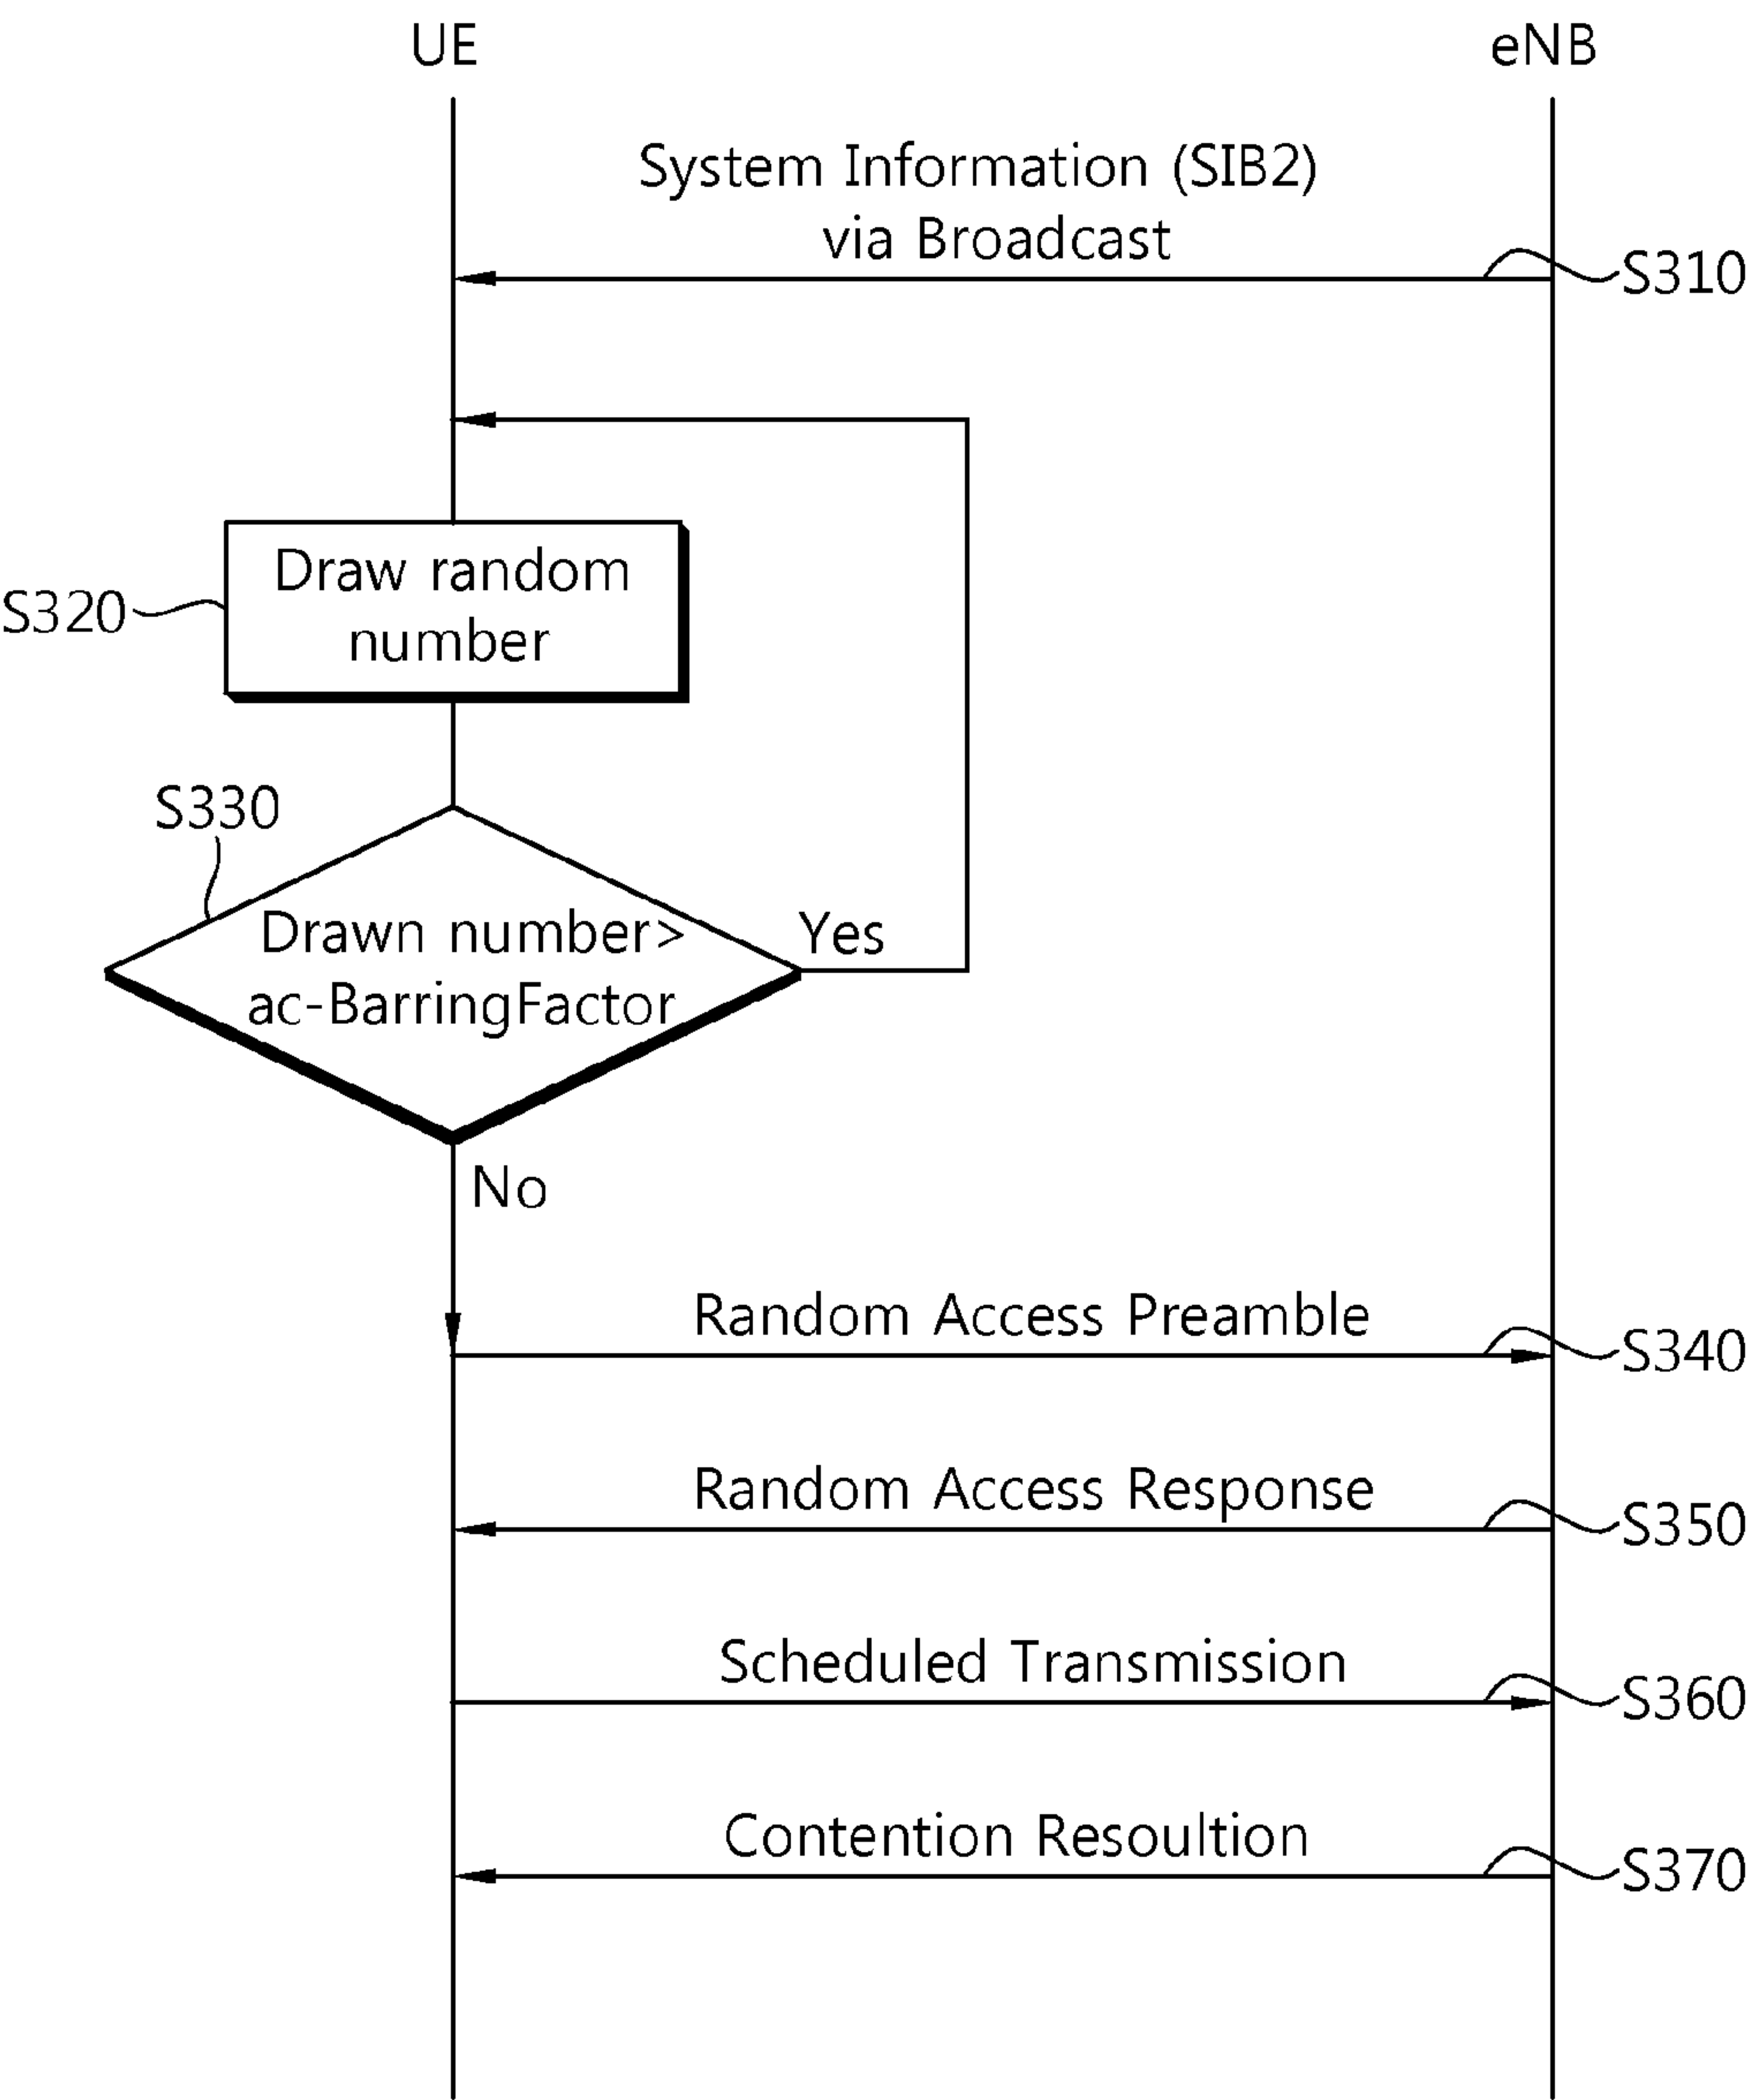 UE
eNB
System Information (SIB2)
via Broadcast
S310
Draw random
number
S320
S330
Drawn number>
ac-BarringFactor
Yes
No
Random Access Preamble
S340
Random Access Response
S350
Scheduled Transmission
S360
Contention Resoultion
S370